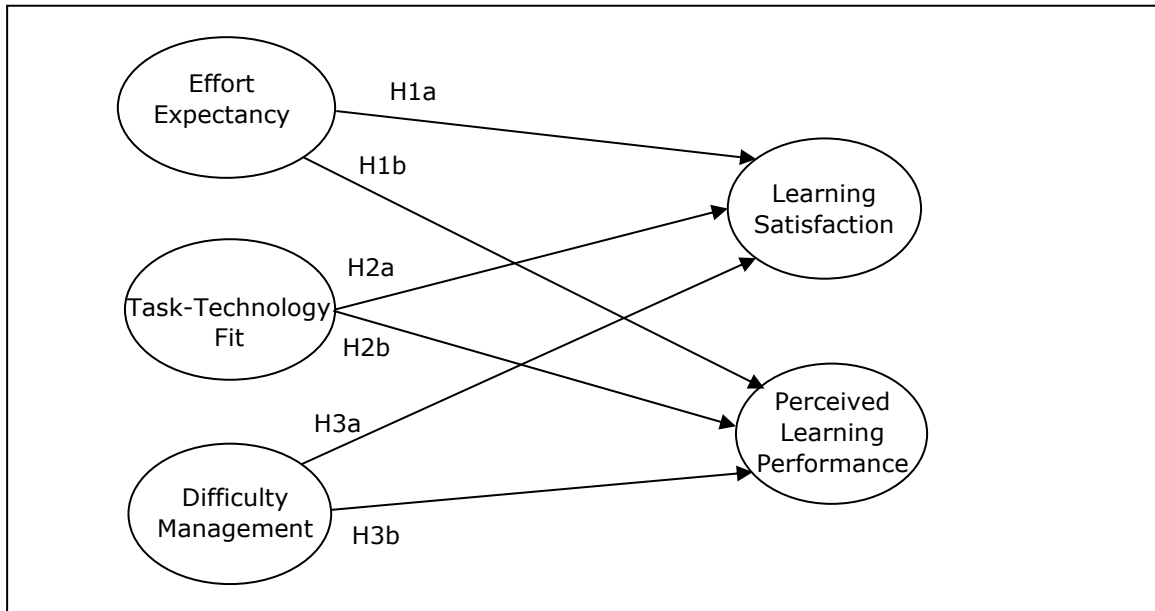 Effort
Expectancy
H1a
H1b
Learning
Satisfaction
Task-Technology
Fit
H2a
H2b
Perceived
Learning
Performance
H3a
Difficulty
Management
H3b